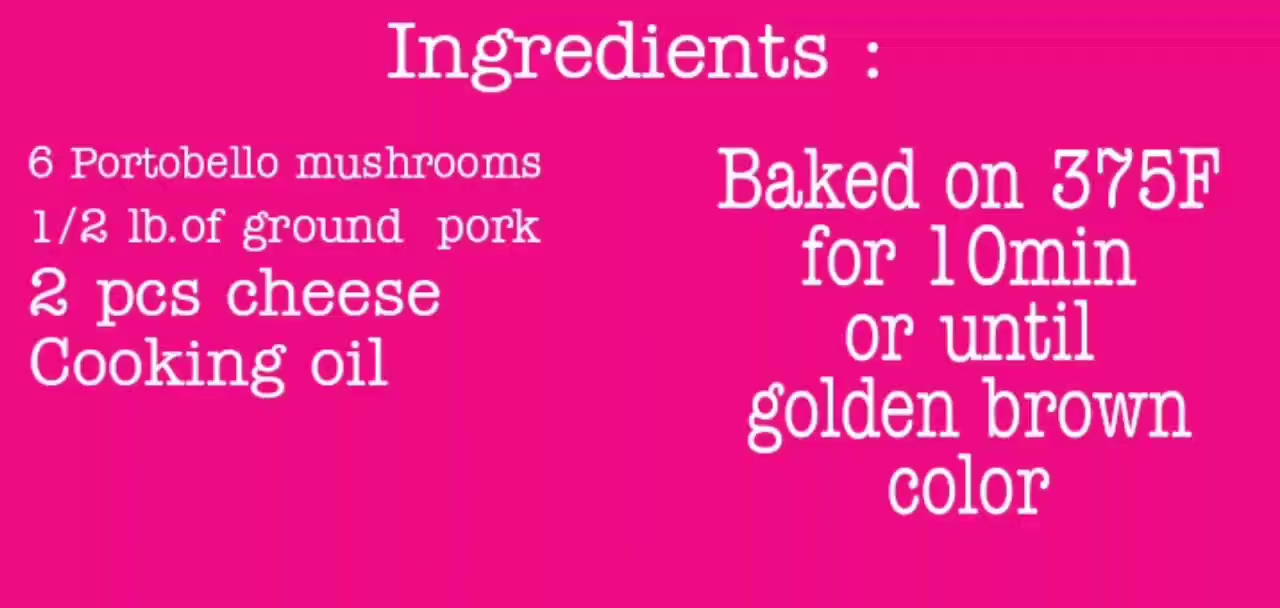 Ingredients :
6 Portobello mushrooms
1/2 lb.of ground pork
2 pcs cheese
Cooking oil
Baked on 375F
for 10min
or until
golden brown
color